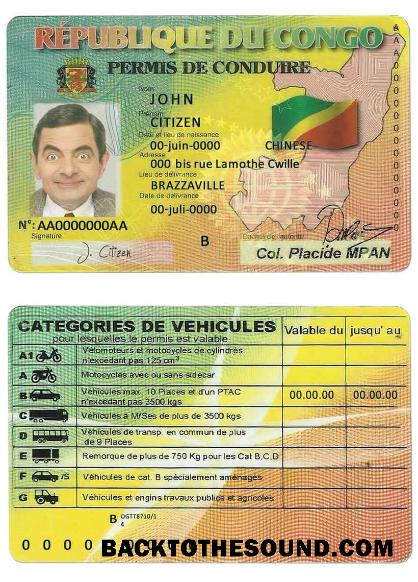 RÉPUBLIQUE DU CONGO
PERMIS DE CONDUIRE
Nom
JOHN
Prénom
CITIZEN
Date et lieu de naissance
00-juin-0000 CHINESE
Adresse
000 bis rue Lamothe Cwille
Lieu de délivrance
BRAZZAVILLE
Date de délivrance
00-juli-0000
N°: AA0000000AA
Signature
J. Citizen
B
Col. Placide MPAN
CATEGORIES DE VEHICULES
pour lesquelles le permis est valable
Valable du jusqu' au
A1 Vélomoteurs et motocycles de cylindrés
n'excedant pas 125 cm³
A Motocycles avec ou sans sidecar
B Véhicules max. 10 Places et d'un PTAC
n'excedant pas 3500 kgs
00.00.00 00.00.00
C Véhicules à M/Ses de plus de 3500 kgs
D Véhicules de transp. en commun de plus
de 9 Places
E Remorque de plus de 750 Kg pour les Cat B,C,D
F /S Véhicules de cat. B spécialement aménagés
G Véhicules et engins travaux publics et agricoles
B DGTT8710/1
4
0 0 0 0
BACKTOTHESOUND.COM